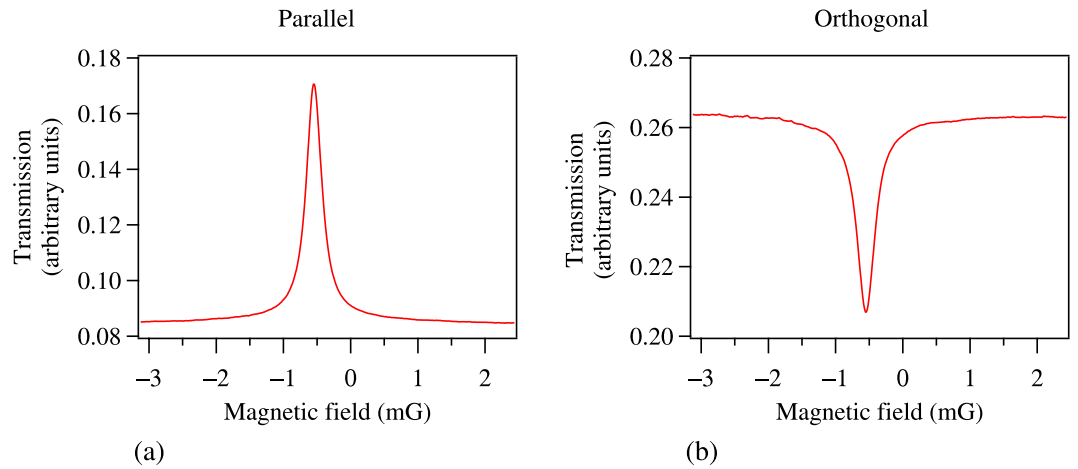 Parallel
Transmission
(arbitrary units)
0.18
0.16
0.14
0.12
0.10
0.08
−3 −2 −1 0 1 2
Magnetic field (mG)
(a)
Orthogonal
Transmission
(arbitrary units)
0.28
0.26
0.24
0.22
0.20
−3 −2 −1 0 1 2
Magnetic field (mG)
(b)